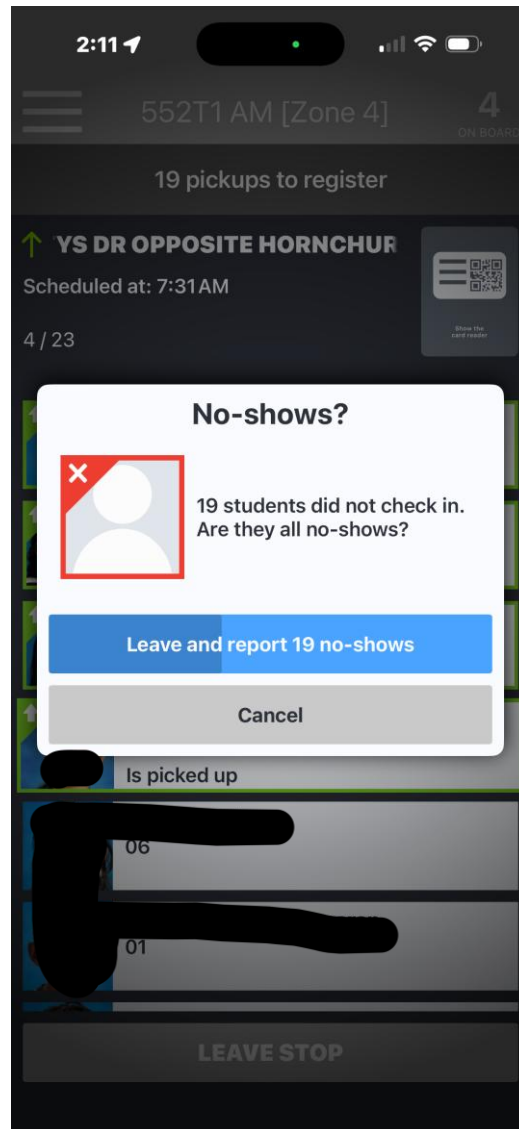 2:11
552T1 AM [Zone 4]
4
ON BOARD
19 pickups to register
YS DR OPPOSITE HORNCHUR
Scheduled at: 7:31AM
4 / 23
Show the
card reader
No-shows?
19 students did not check in.
Are they all no-shows?
Leave and report 19 no-shows
Cancel
Is picked up
06
01
LEAVE STOP